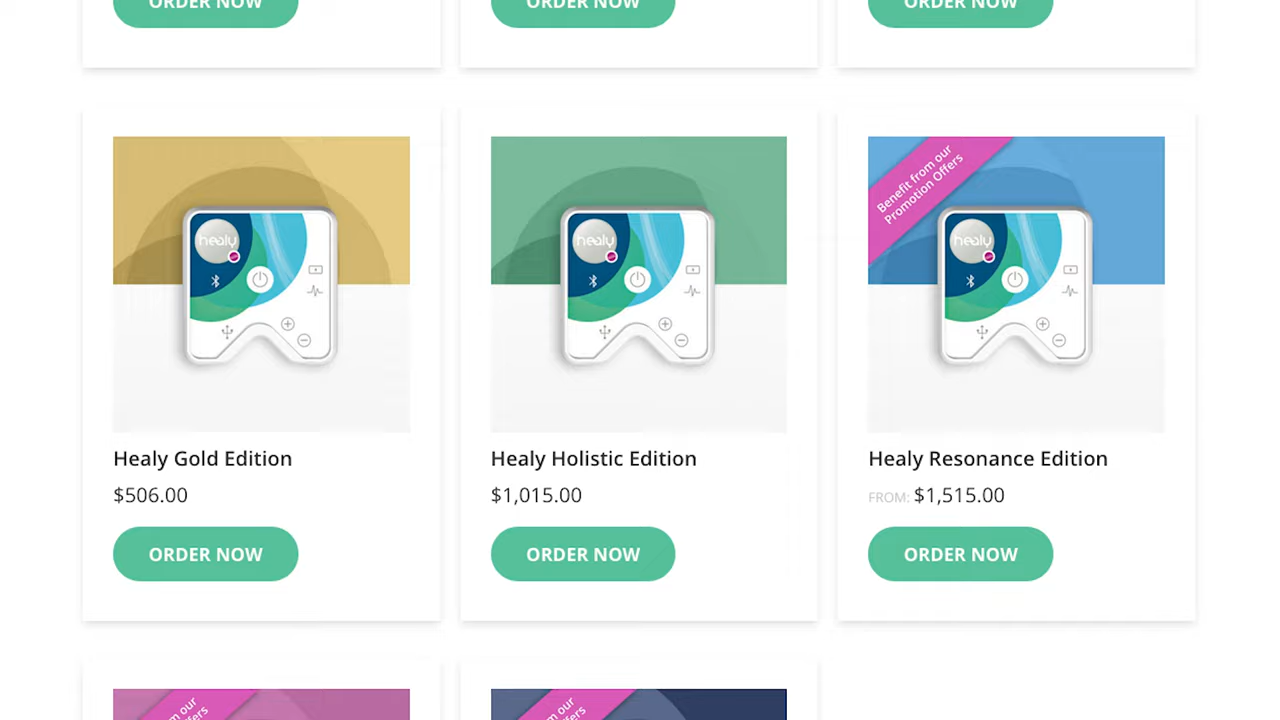 ORDER NOW
ORDER NOW
ORDER NOW
healy
healy
Benefit from our
Promotion Offers
healy
Healy Gold Edition
Healy Holistic Edition
Healy Resonance Edition
$506.00
$1,015.00
FROM: $1,515.00
ORDER NOW
ORDER NOW
ORDER NOW
our
our